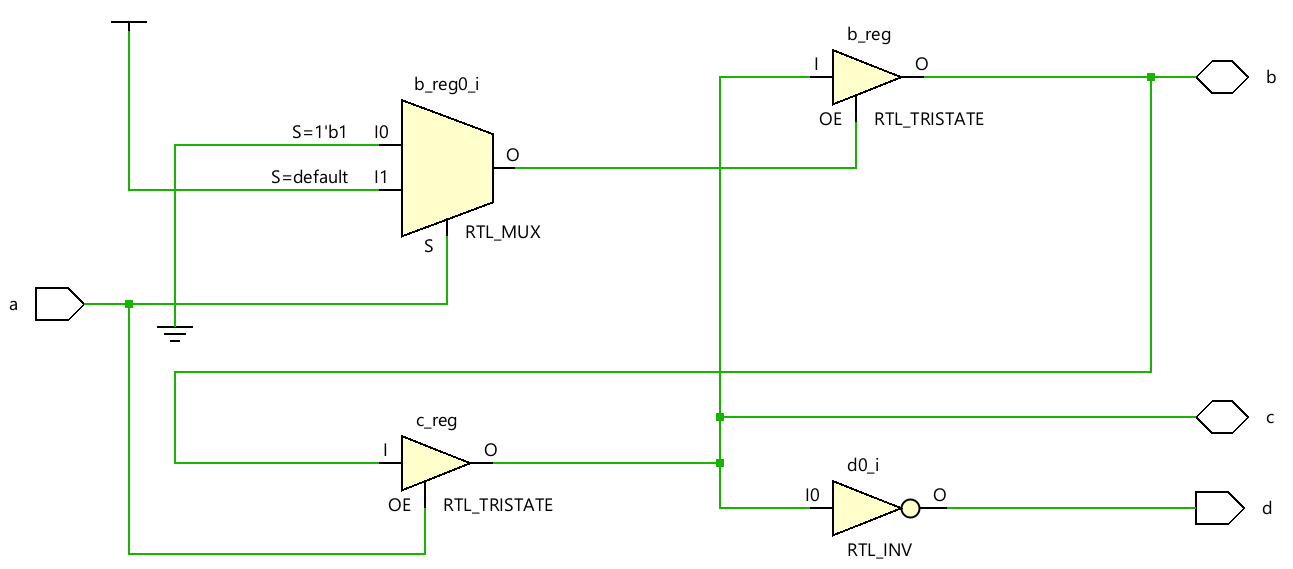 b_reg
I
O
b
b_reg0_i
OE
RTL_TRISTATE
S=1'b1
I0
O
S=default
I1
RTL_MUX
S
a
c_reg
c
I
O
d0_i
I0
O
OE
RTL_TRISTATE
d
RTL_INV